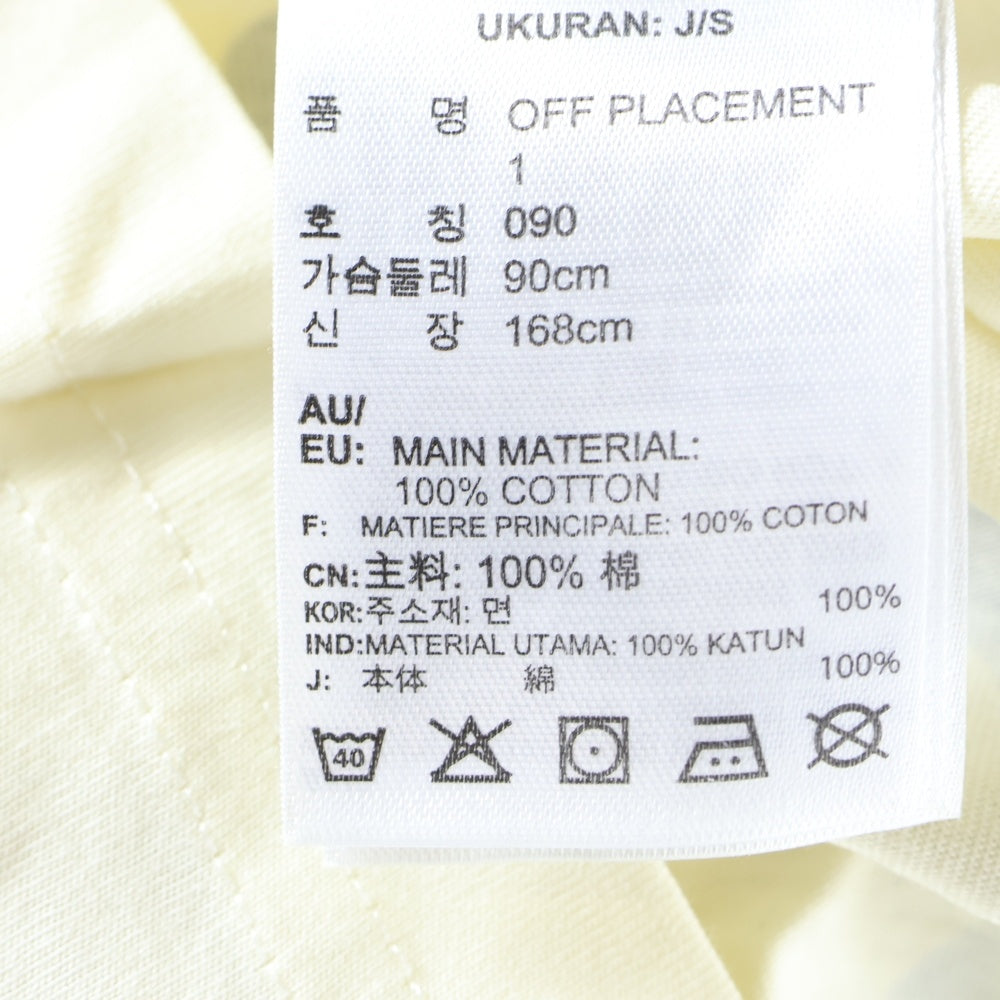 UKURAN: J/S
품 명 OFF PLACEMENT
1
호 칭 090
가슴둘레 90cm
신 장 168cm
AU/
EU: MAIN MATERIAL:
100% COTTON
F: MATIERE PRINCIPALE: 100% COTON
CN:主料: 100% 棉
KOR:주소재: 면 100%
IND:MATERIAL UTAMA: 100% KATUN
J: 本体 綿 100%
40